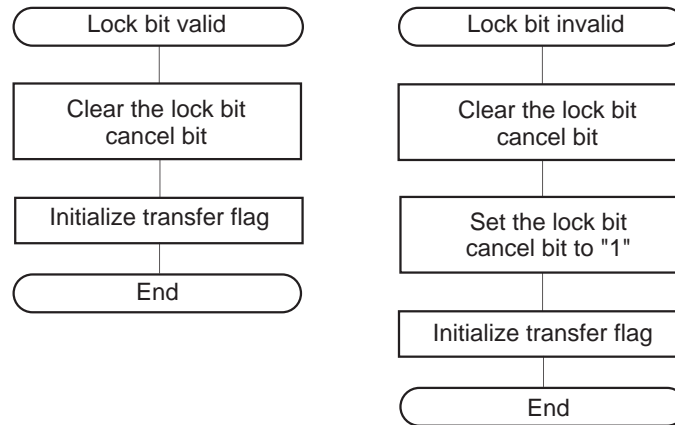 Lock bit valid
Clear the lock bit
cancel bit
Initialize transfer flag
End
Lock bit invalid
Clear the lock bit
cancel bit
Set the lock bit
cancel bit to "1"
Initialize transfer flag
End